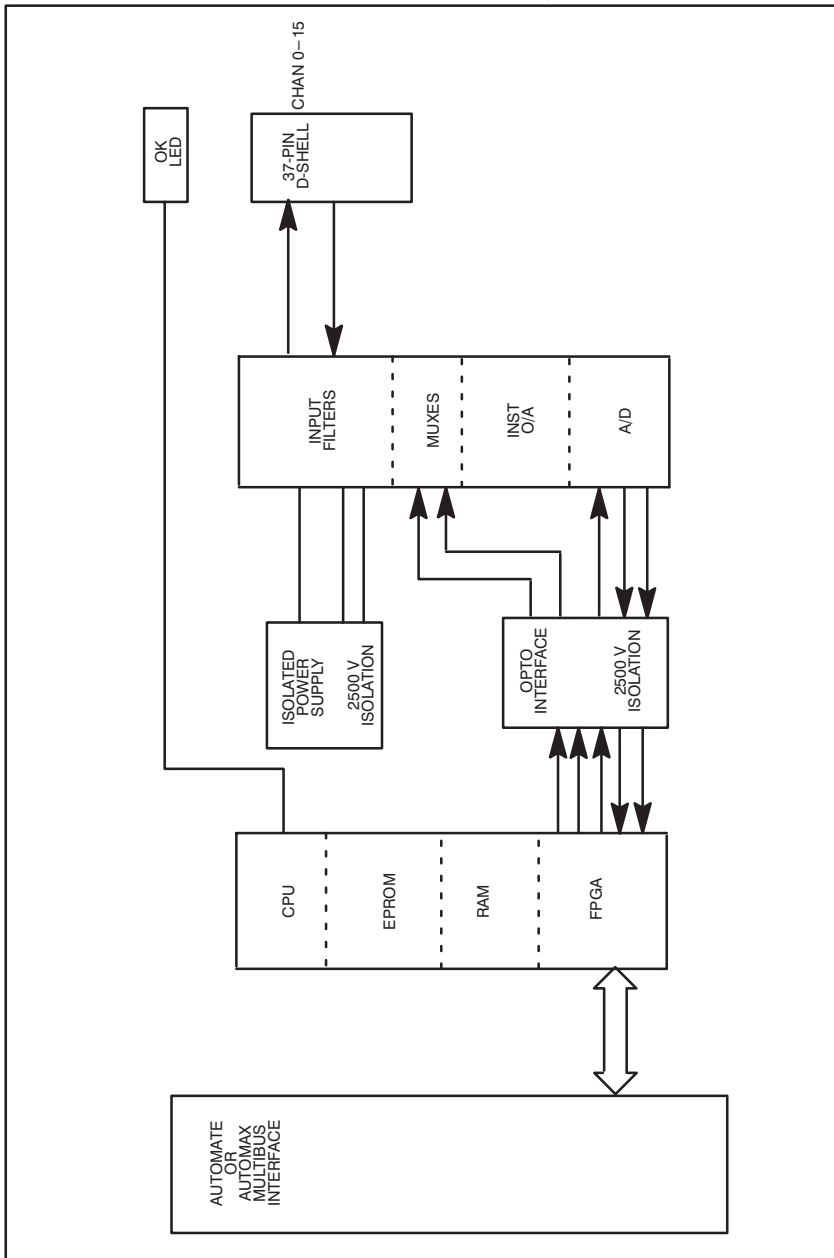 AUTOMATE
OR
AUTOMAX
MULTIBUS
INTERFACE
CPU
EPROM
RAM
FPGA
ISOLATED
POWER
SUPPLY
2500 V
ISOLATION
OPTO
INTERFACE
2500 V
ISOLATION
INPUT
FILTERS
MUXES
INST
O/A
A/D
OK
LED
37-PIN
D-SHELL
CHAN 0–15